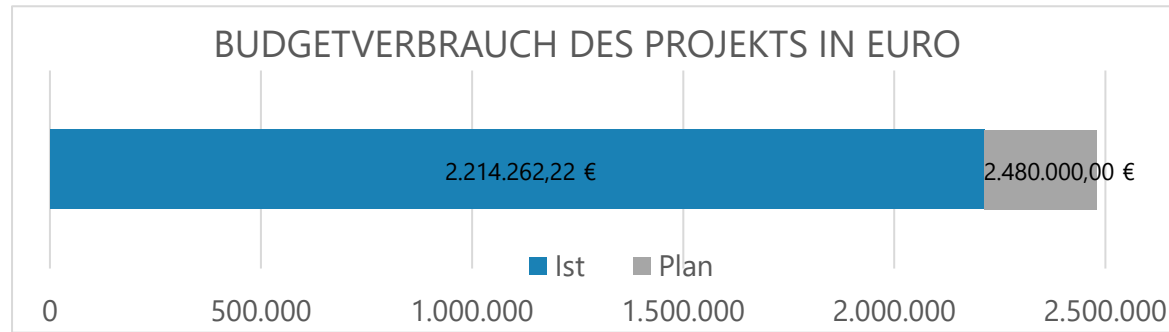 BUDGETVERBRAUCH DES PROJEKTS IN EURO
2.214.262,22 € 2.480.000,00 €
Ist Plan
0 500.000 1.000.000 1.500.000 2.000.000 2.500.000